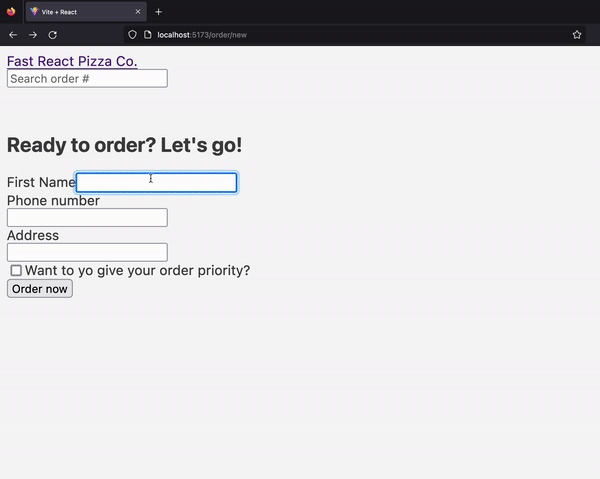 Vite + React
localhost:5173/order/new
Fast React Pizza Co.
Search order #
Ready to order? Let's go!
First Name
Phone number
Address
Want to yo give your order priority?
Order now